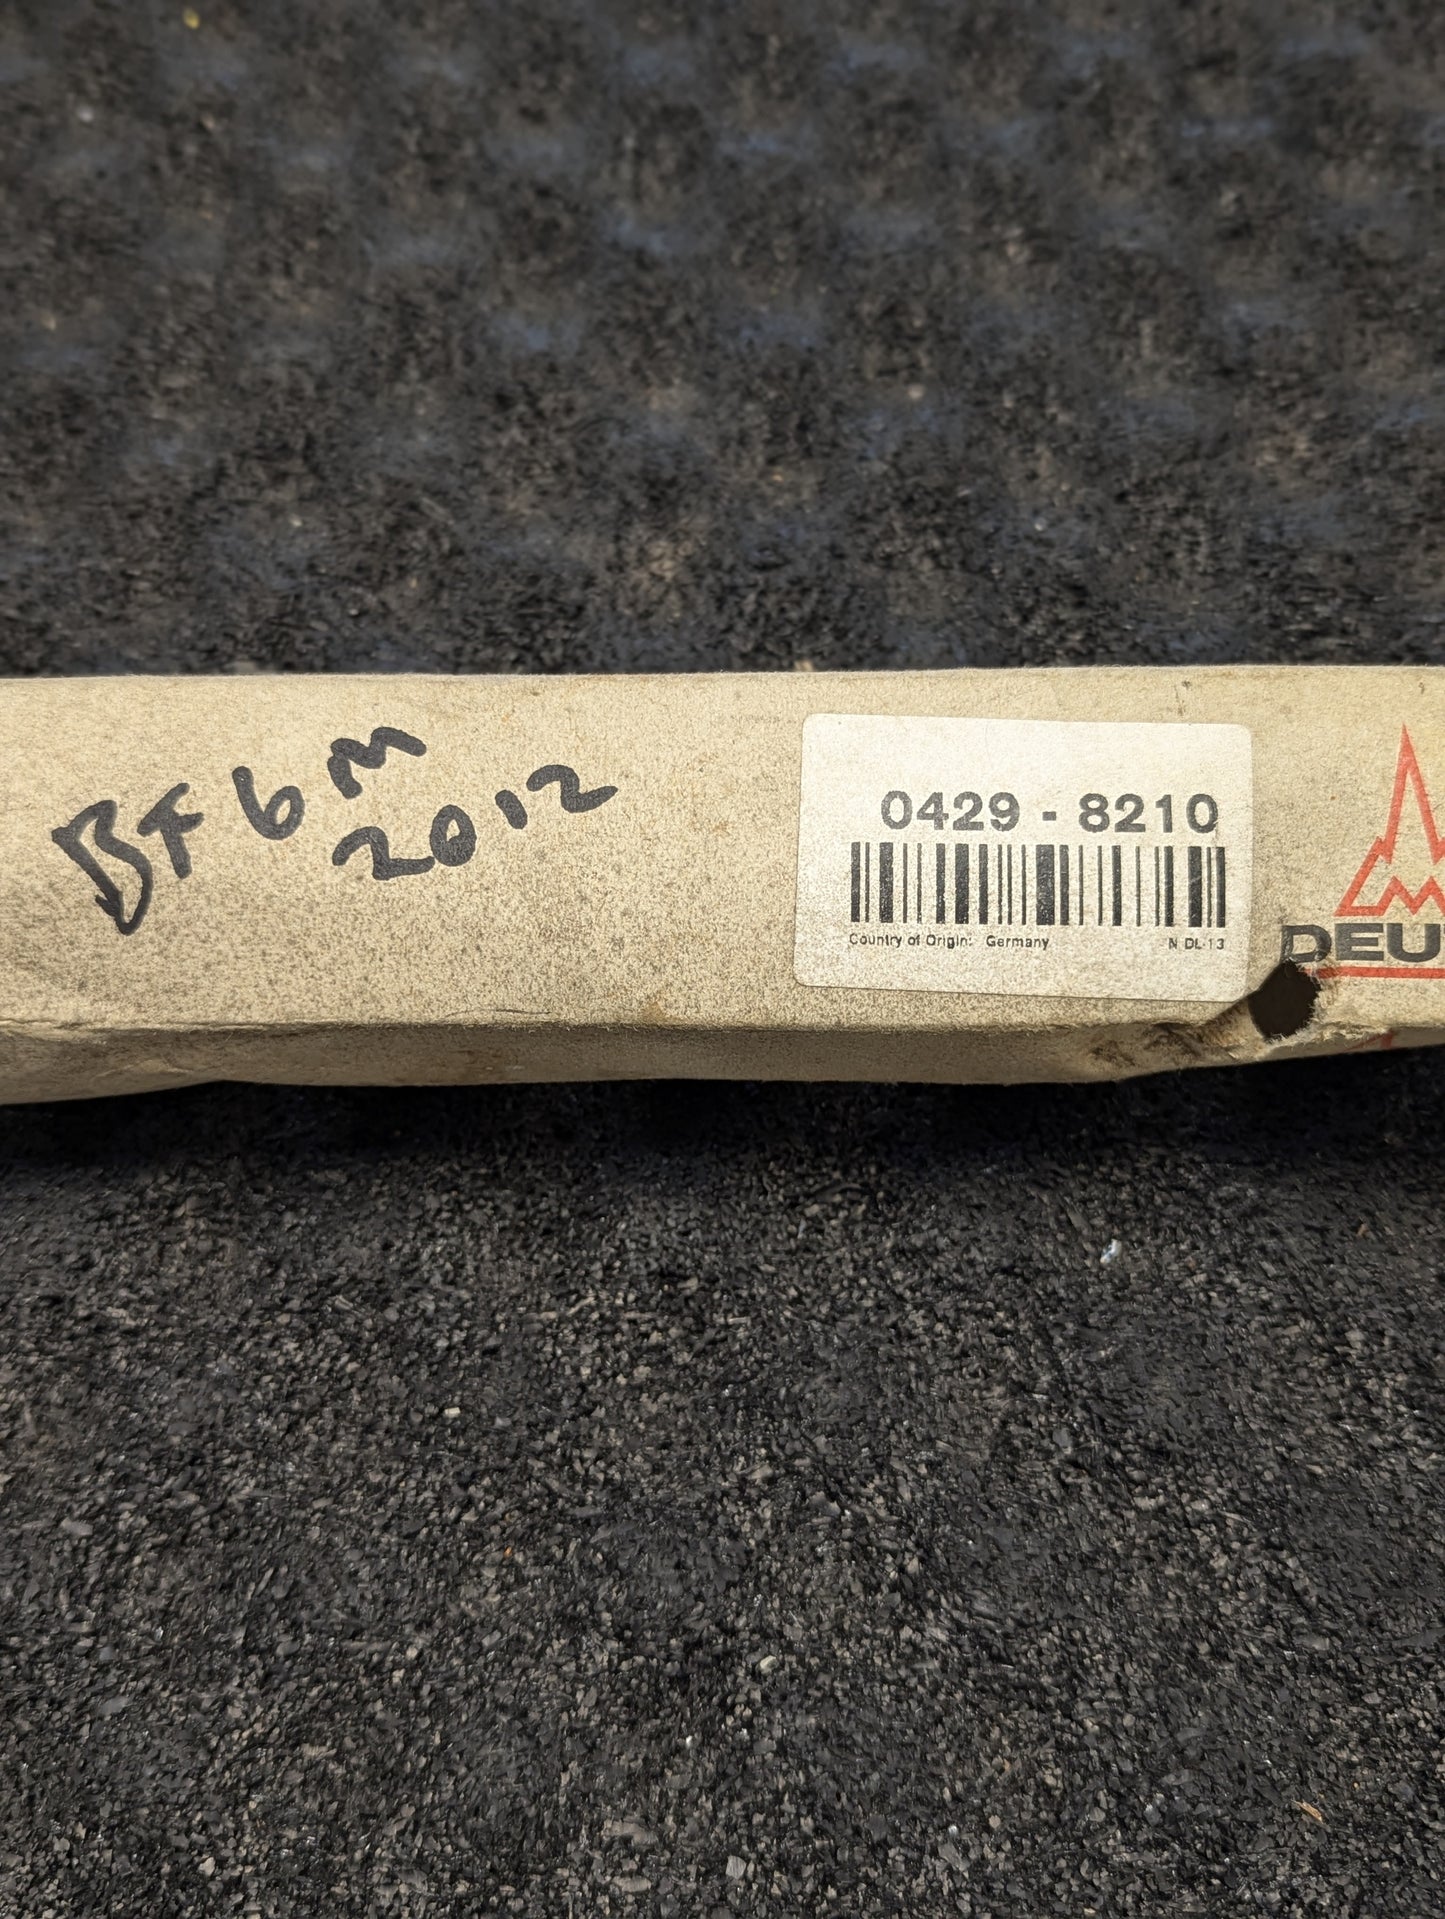 BF6M
2012
0429 - 8210
Country of Origin: Germany N DL-13
DEU